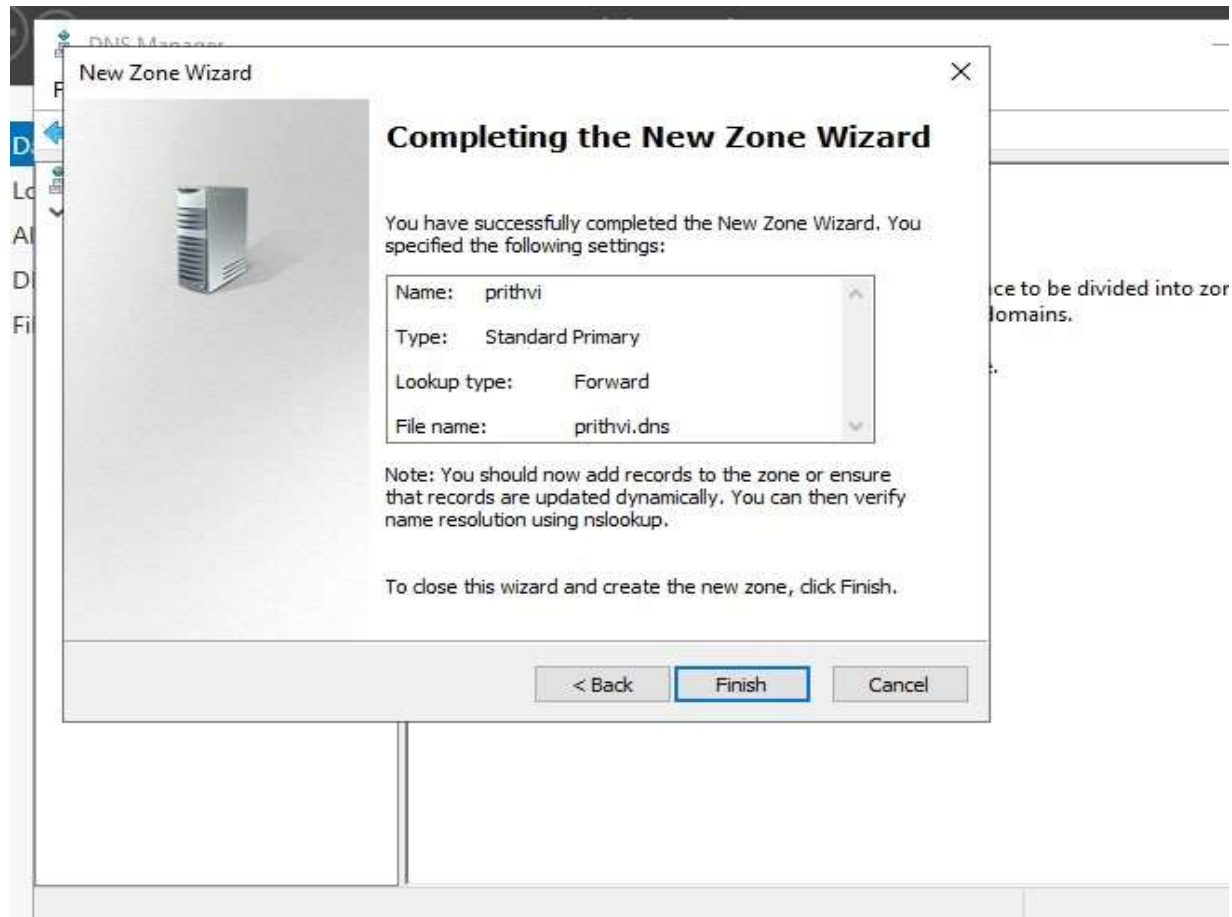 DNS Manager
New Zone Wizard
Completing the New Zone Wizard
You have successfully completed the New Zone Wizard. You
specified the following settings:
Name: prithvi
Type: Standard Primary
Lookup type: Forward
File name: prithvi.dns
Note: You should now add records to the zone or ensure
that records are updated dynamically. You can then verify
name resolution using nslookup.
To close this wizard and create the new zone, click Finish.
< Back Finish Cancel
to be divided into